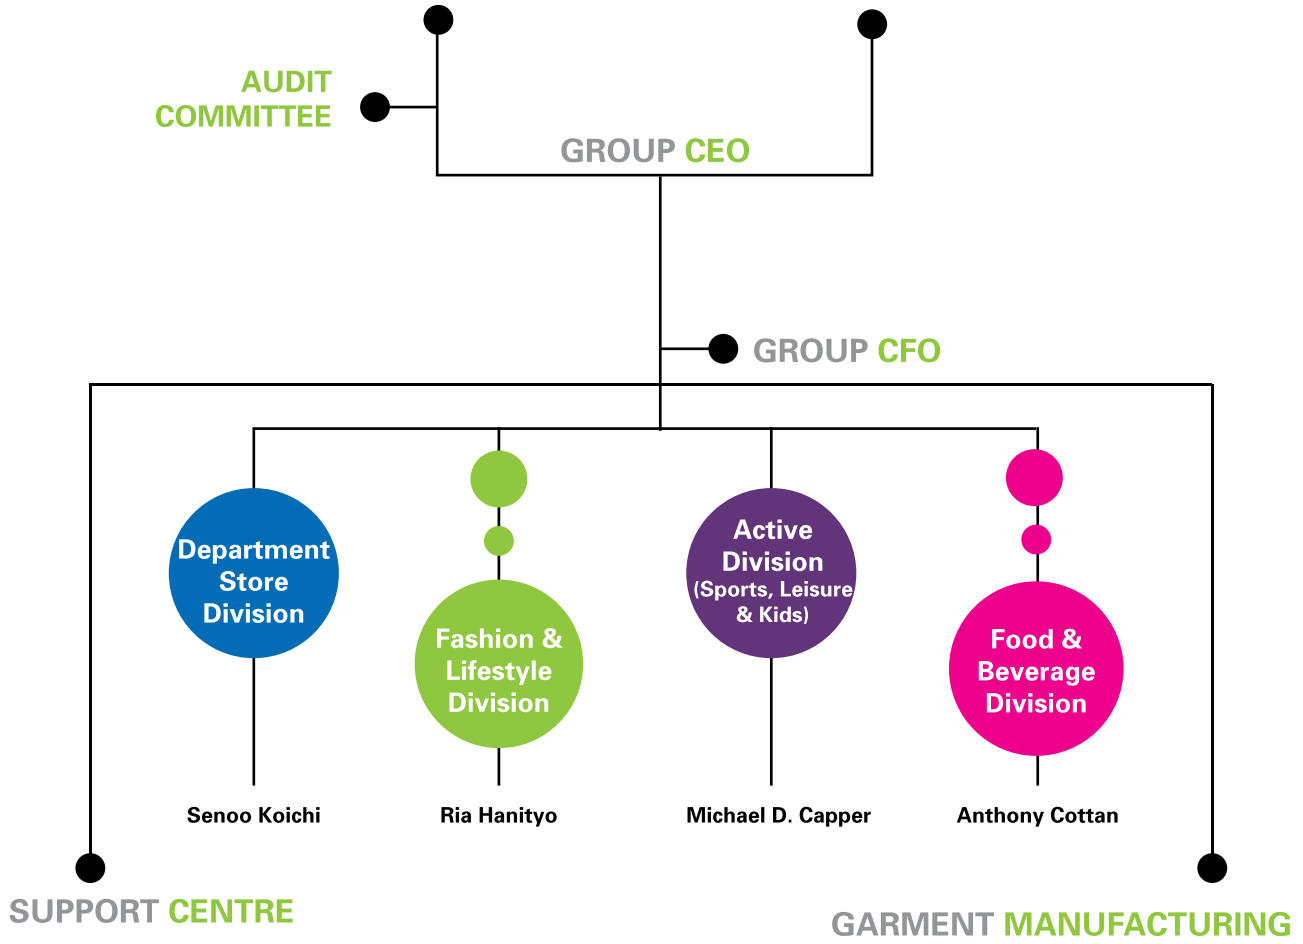 AUDIT
COMMITTEE
GROUP CEO
GROUP CFO
Department
Store
Division
Fashion &
Lifestyle
Division
Active
Division
(Sports, Leisure
& Kids)
Food &
Beverage
Division
Senoo Koichi
Ria Hanityo
Michael D. Capper
Anthony Cottan
SUPPORT CENTRE
GARMENT MANUFACTURING